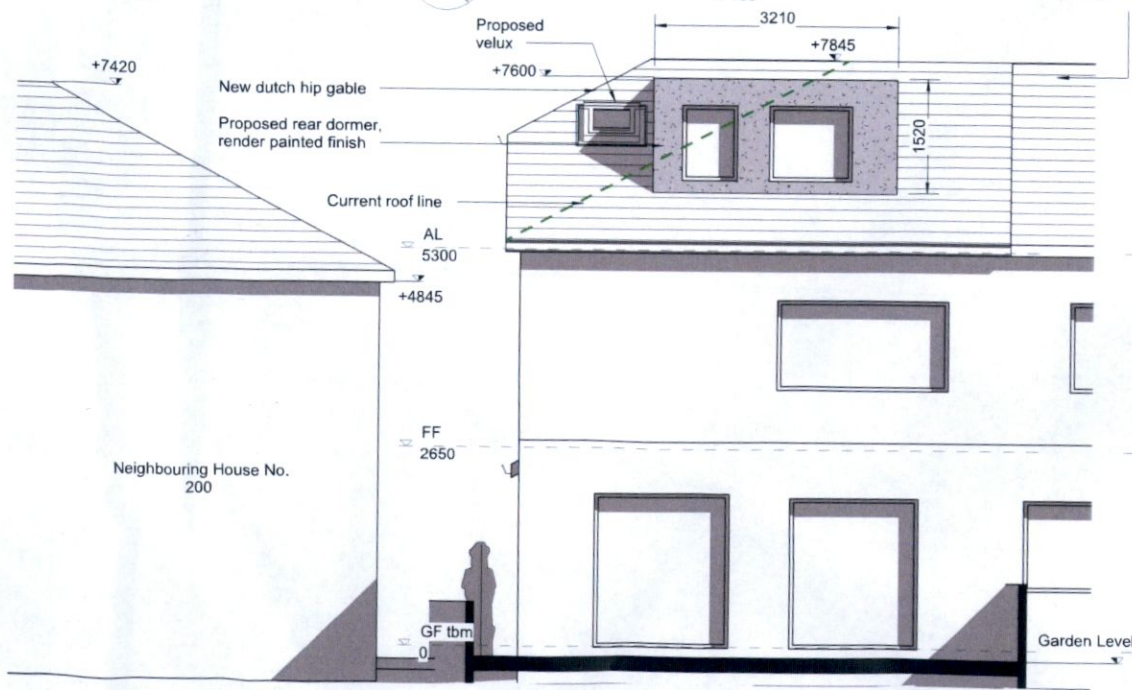 3210
Proposed
velux
+7845
+7420
+7600
New dutch hip gable
Proposed rear dormer,
render painted finish
1520
Current roof line
AL
5300
+4845
FF
2650
Neighbouring House No.
200
GF tbm
0
Garden Level